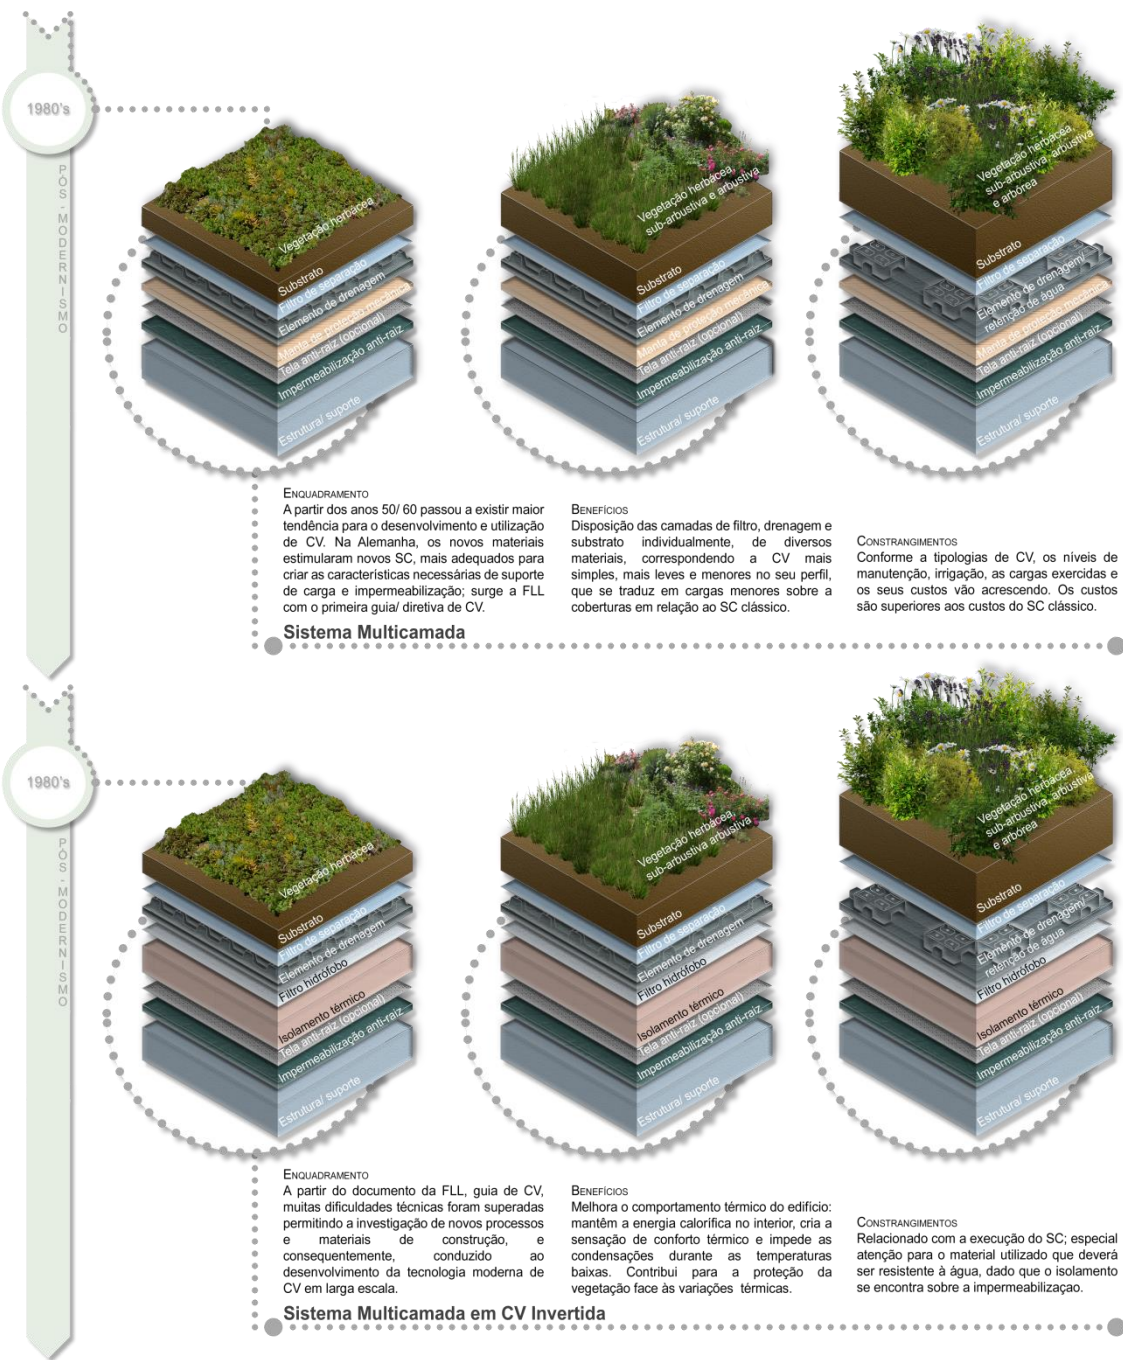 1980's
PÓS-MODERNISMO
Vegetação herbácea
Substrato
Filtro de separação
Elemento de drenagem
Manta de proteção mecânica
Tela anti-raiz (opcional)
Impermeabilização anti-raiz
Estrutura/ suporte
Vegetação herbácea,
sub-arbustiva e arbustiva
Substrato
Filtro de separação
Elemento de drenagem
Manta de proteção mecânica
Tela anti-raiz (opcional)
Impermeabilização anti-raiz
Estrutura/ suporte
Vegetação herbácea,
sub-arbustiva, arbustiva
e arbórea
Substrato
Filtro de separação
Elemento de drenagem/
retenção de água
Manta de proteção mecânica
Tela anti-raiz (opcional)
Impermeabilização anti-raiz
Estrutura/ suporte
ENQUADRAMENTO
A partir dos anos 50/ 60 passou a existir maior
tendência para o desenvolvimento e utilização
de CV. Na Alemanha, os novos materiais
estimularam novos SC, mais adequados para
criar as características necessárias de suporte
de carga e impermeabilização; surge a FLL
com o primeira guia/ diretiva de CV.
BENEFÍCIOS
Disposição das camadas de filtro, drenagem e
substrato individualmente, de diversos
materiais, correspondendo a CV mais
simples, mais leves e menores no seu perfil,
que se traduz em cargas menores sobre a
coberturas em relação ao SC clássico.
CONSTRANGIMENTOS
Conforme a tipologias de CV, os níveis de
manutenção, irrigação, as cargas exercidas e
os seus custos vão acrescendo. Os custos
são superiores aos custos do SC clássico.
Sistema Multicamada
1980's
PÓS-MODERNISMO
Vegetação herbácea
Substrato
Filtro de separação
Elemento de drenagem
Filtro hidrófobo
Isolamento térmico
Tela anti-raiz (opcional)
Impermeabilização anti-raiz
Estrutura/ suporte
Vegetação herbácea,
sub-arbustiva arbustiva
Substrato
Filtro de separação
Elemento de drenagem
Filtro hidrófobo
Isolamento térmico
Tela anti-raiz (opcional)
Impermeabilização anti-raiz
Estrutura/ suporte
Vegetação herbácea,
sub-arbustiva, arbustiva
e arbórea
Substrato
Filtro de separação
Elemento de drenagem/
retenção de água
Filtro hidrófobo
Isolamento térmico
Tela anti-raiz (opcional)
Impermeabilização anti-raiz
Estrutura/ suporte
ENQUADRAMENTO
A partir do documento da FLL, guia de CV,
muitas dificuldades técnicas foram superadas
permitindo a investigação de novos processos
e materiais de construção, e
consequentemente, conduzido ao
desenvolvimento da tecnologia moderna de
CV em larga escala.
BENEFÍCIOS
Melhora o comportamento térmico do edifício:
mantêm a energia calorífica no interior, cria a
sensação de conforto térmico e impede as
condensações durante as temperaturas
baixas. Contribui para a proteção da
vegetação face às variações térmicas.
CONSTRANGIMENTOS
Relacionado com a execução do SC; especial
atenção para o material utilizado que deverá
ser resistente à água, dado que o isolamento
se encontra sobre a impermeabilizaçao.
Sistema Multicamada em CV Invertida